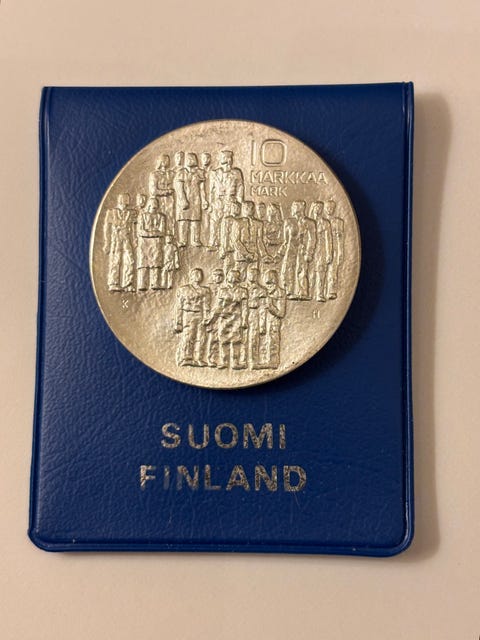 10
MARKKAA
MARK
K H
SUOMI
FINLAND